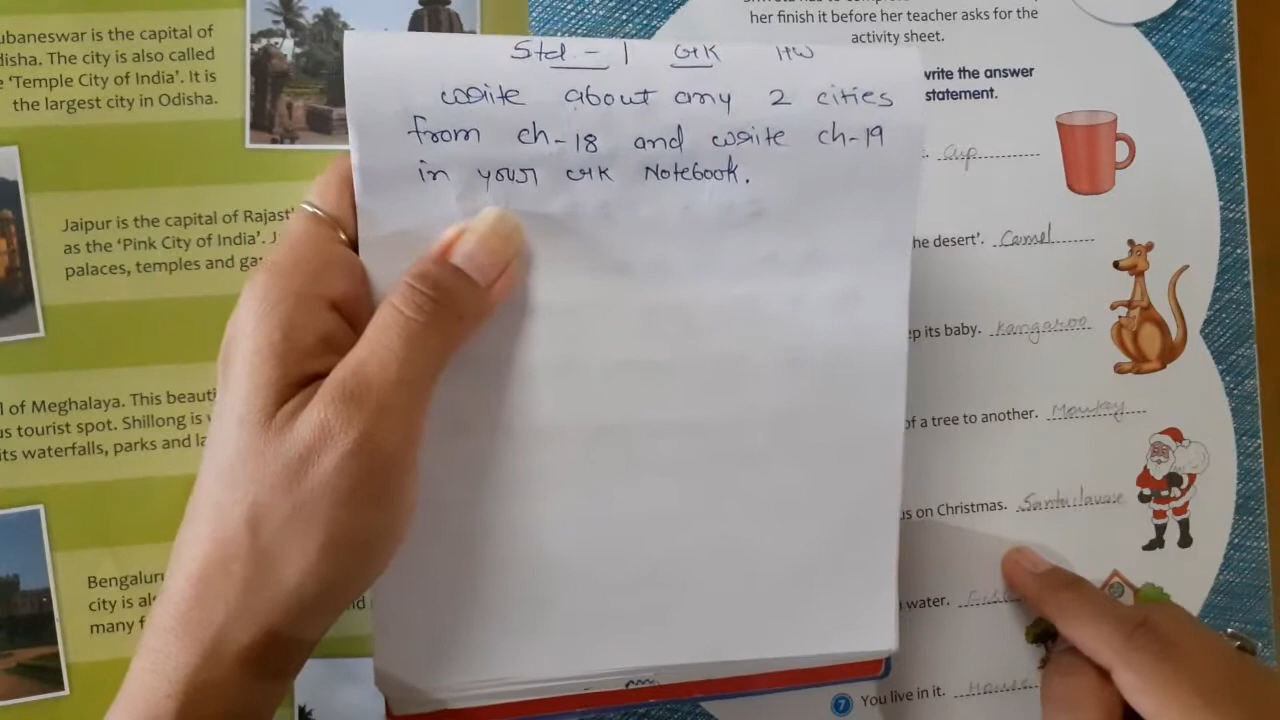 ubaneswar is the capital of
disha. The city is also called
'Temple City of India'. It is
the largest city in Odisha.
Jaipur is the capital of Rajast
as the 'Pink City of India'. J
palaces, temples and ga
l of Meghalaya. This beauti
us tourist spot. Shillong is
its waterfalls, parks and la
Bengaluru
city is al
many f
Std - 1 GK HW
write about any 2 cities
from ch-18 and write ch-19
in your GK Notebook.
her finish it before her teacher asks for the
activity sheet.
write the answer
statement.
Cup
he desert'. Camel
p its baby. Kangaroo
of a tree to another. Monkey
us on Christmas. Santaclause
water.
7 You live in it. House